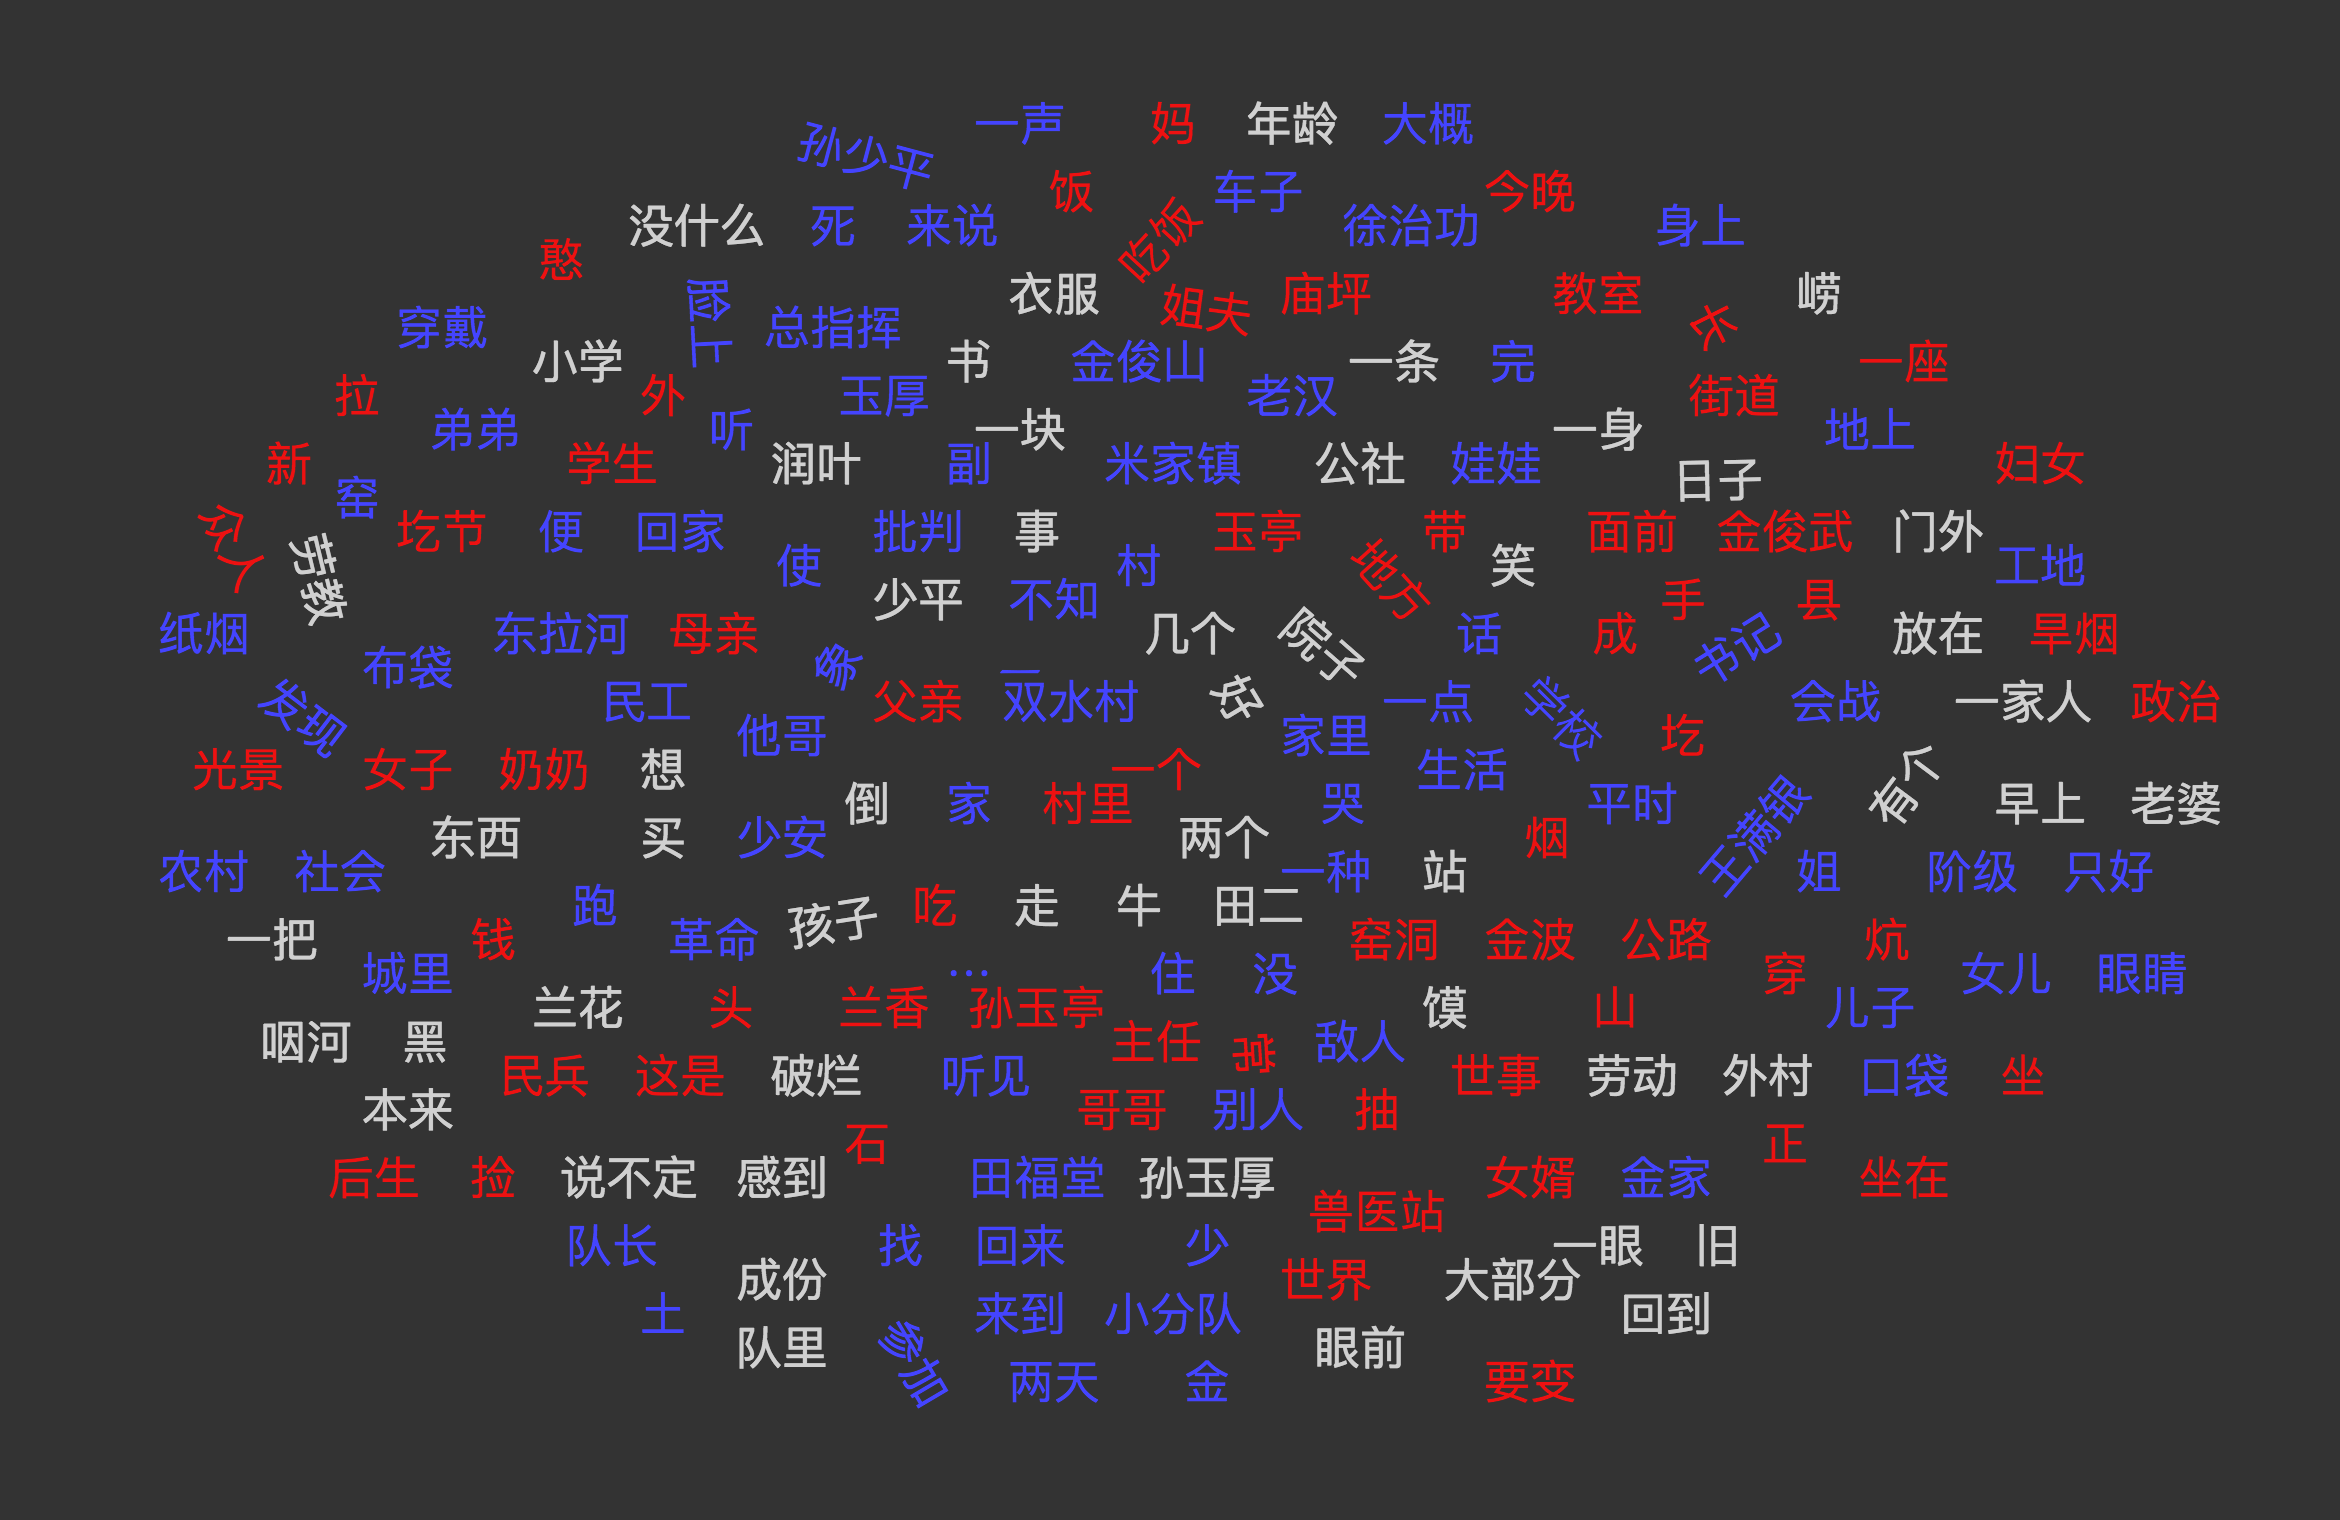 一声 妈 年龄 大概
孙少平
饭 车子 今晚
没什么 死 来说 吃饭 徐治功 身上
憨
脸上 衣服 姐夫 庙坪 教室 崂
穿戴 总指挥 长
小学 书 金俊山 一条 完 一座
拉 外 玉厚 老汉 街道
弟弟 听 一块 一身 地上
新 学生 润叶 副 米家镇 公社 娃娃 日子 妇女
窑
圪节 便 回家 批判 事 玉亭 带 面前 金俊武 门外
劳教 使 村 地方 笑 工地
少平 不知 手 县
纸烟 东拉河 母亲 几个 院子 话 成 书记 放在 旱烟
布袋
老坝 民工 父亲 双水村 好 一点 学校 会战 一家人 政治
他哥 家里 圪
光景 女子 奶奶 想 一个 生活 有个
倒 家 村里 哭 平时 王满银 早上 老婆
东西 买 少安 两个 烟
农村 社会 一种 站 姐 阶级 只好
跑 孩子 吃 走 牛 田二
一把 钱 革命 窑洞 金波 公路 炕
城里 … 住 没 穿 女儿 眼睛
兰花 头 兰香 孙玉亭 馍 山 儿子
咽河 黑 主任 敌人
民兵 这是 破烂 听见 世事 劳动 外村 口袋 坐
本来 哥哥 别人 抽
石 正
后生 捡 说不定 感到 田福堂 孙玉厚 女婿 金家 坐在
兽医站
队长 找 回来 少 一眼 旧
成份 世界 大部分
土 来到 小分队 回到
队里 参加 眼前
两天 金 要变